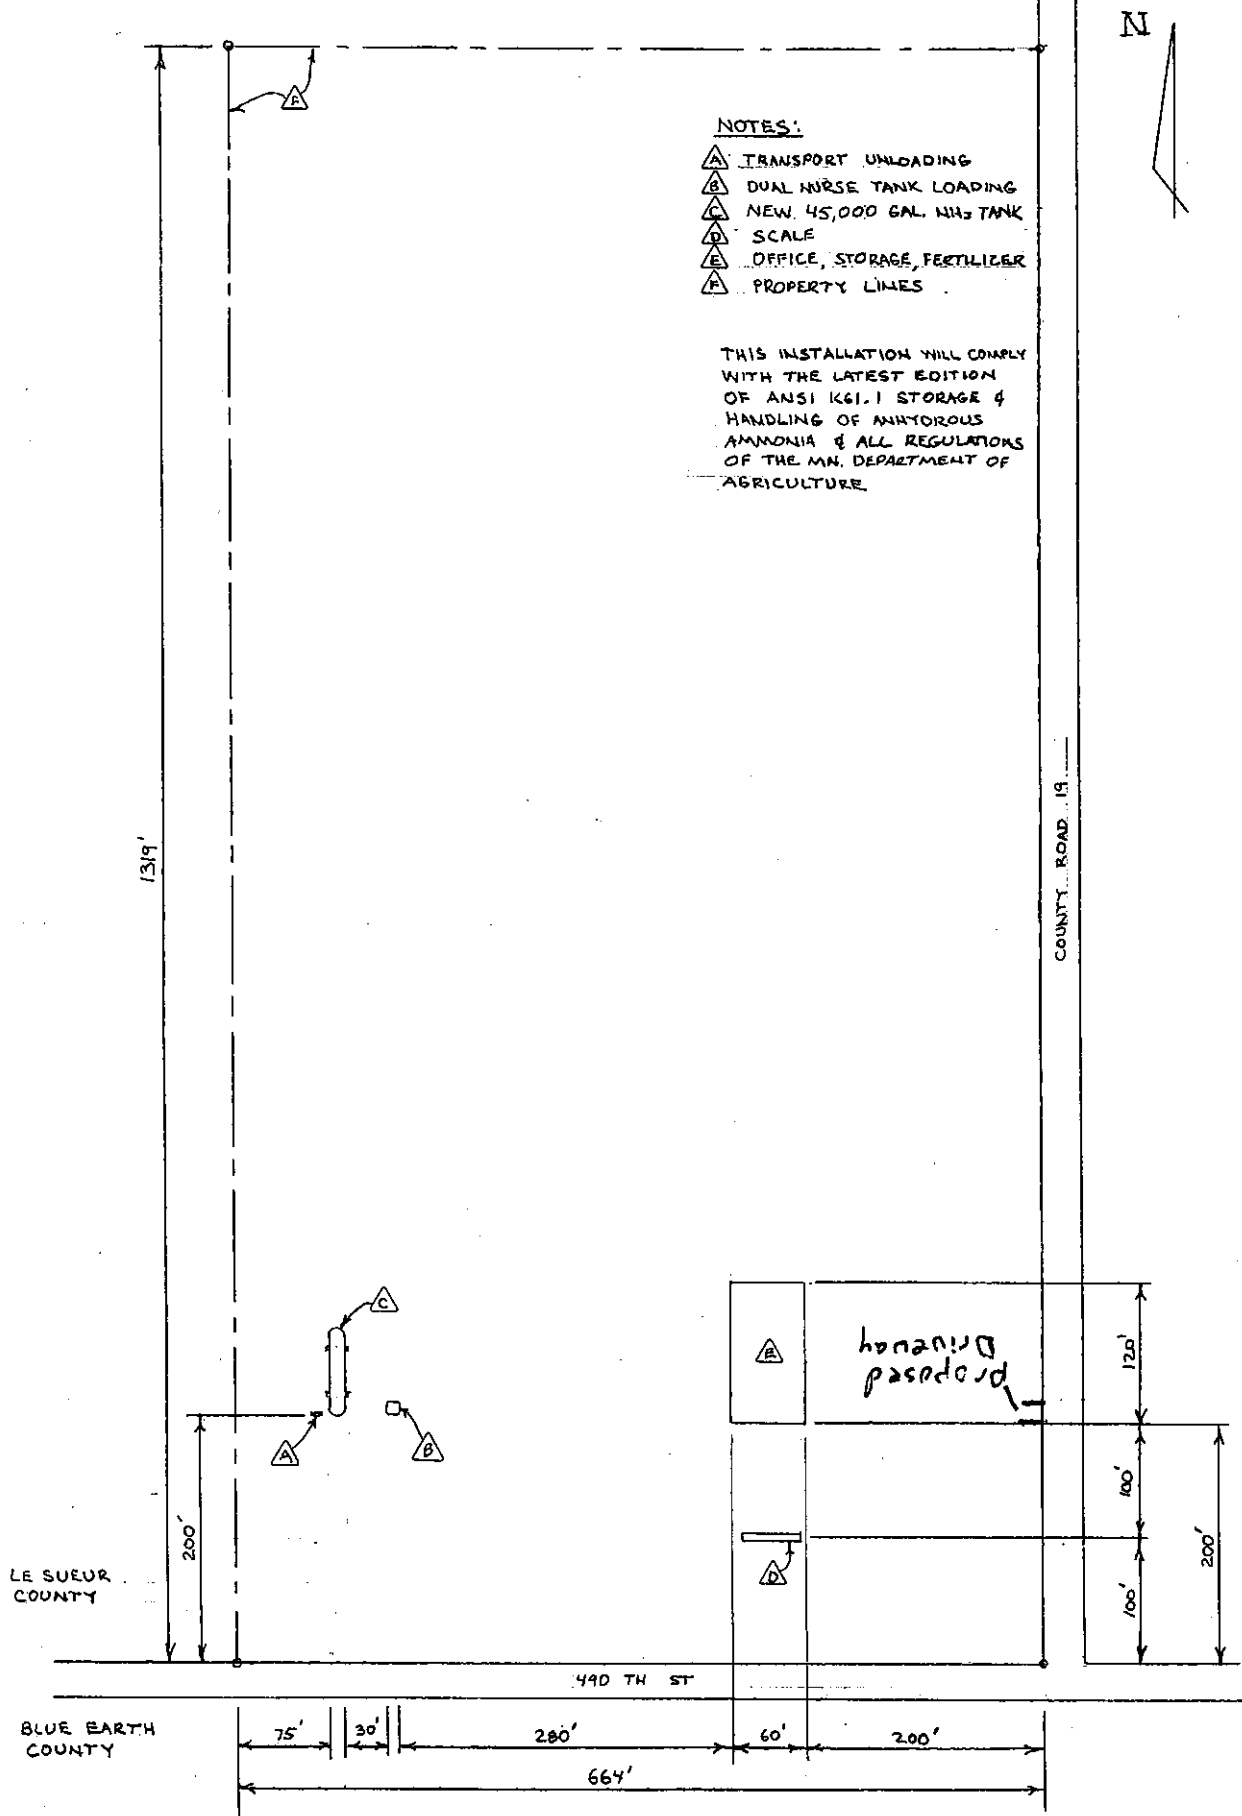 N
F
NOTES:
A TRANSPORT UNLOADING
B DUAL NURSE TANK LOADING
C NEW 45,000 GAL. NH3 TANK
D SCALE
E OFFICE, STORAGE, FERTILIZER
F PROPERTY LINES
THIS INSTALLATION WILL COMPLY
WITH THE LATEST EDITION
OF ANSI K61.1 STORAGE &
HANDLING OF ANHYDROUS
AMMONIA & ALL REGULATIONS
OF THE MN. DEPARTMENT OF
AGRICULTURE
1319'
COUNTY ROAD 19
C
E
proposed
Driveway
120'
A
B
100'
200'
200'
D
100'
LE SUEUR
COUNTY
490 TH ST
BLUE EARTH
COUNTY
75'
30'
280'
60'
200'
664'